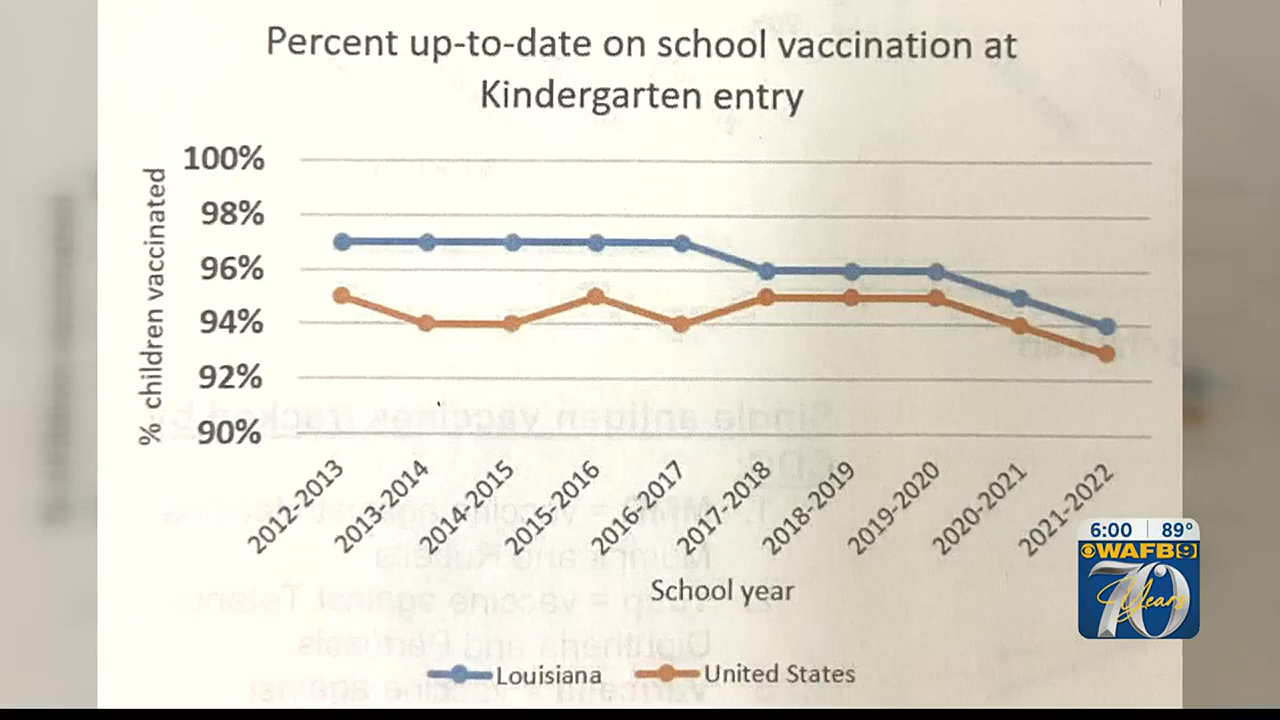 Percent up-to-date on school vaccination at
Kindergarten entry
% children vaccinated
100%
98%
96%
94%
92%
90%
2012-2013
2013-2014
2014-2015
2015-2016
2016-2017
2017-2018
2018-2019
2019-2020
2020-2021
2021-2022
School year
Louisiana
United States
6:00 89°
WAFB 9
70
Years